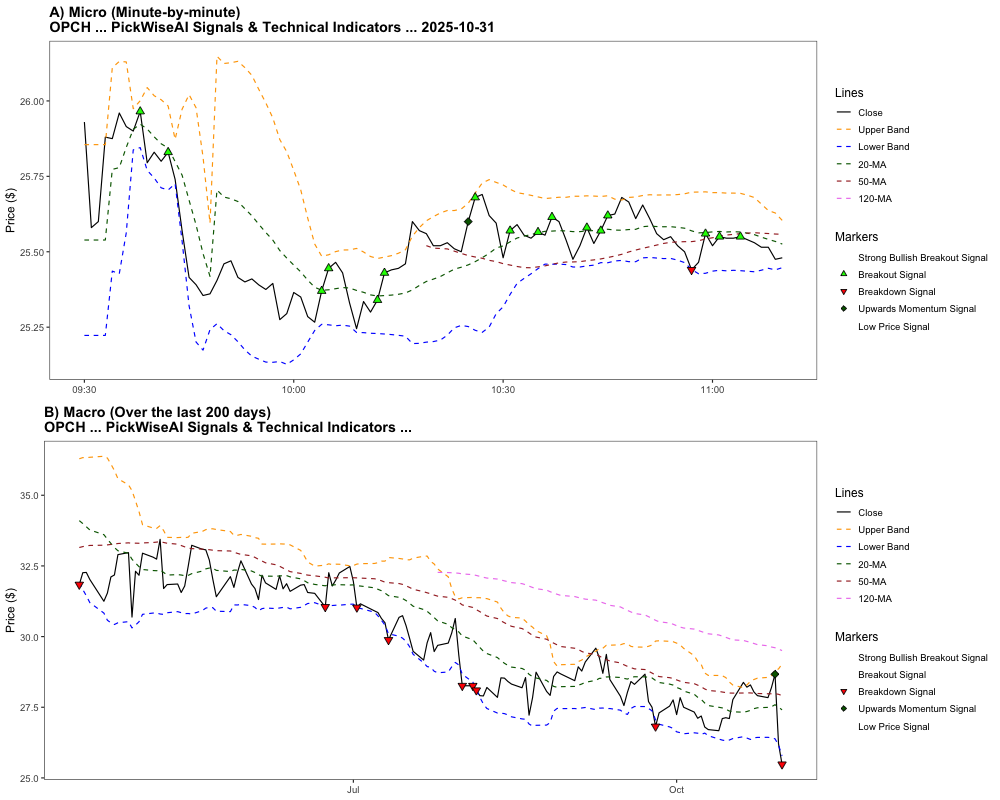 A) Micro (Minute-by-minute)
OPCH ... PickWiseAI Signals & Technical Indicators ... 2025-10-31
Price ($)
26.00
25.75
25.50
25.25
09:30
10:00
10:30
11:00
Lines
Close
Upper Band
Lower Band
20-MA
50-MA
120-MA
Markers
Strong Bullish Breakout Signal
Breakout Signal
Breakdown Signal
Upwards Momentum Signal
Low Price Signal
B) Macro (Over the last 200 days)
OPCH ... PickWiseAI Signals & Technical Indicators ...
Price ($)
35.0
32.5
30.0
27.5
25.0
Jul
Oct
Lines
Close
Upper Band
Lower Band
20-MA
50-MA
120-MA
Markers
Strong Bullish Breakout Signal
Breakout Signal
Breakdown Signal
Upwards Momentum Signal
Low Price Signal